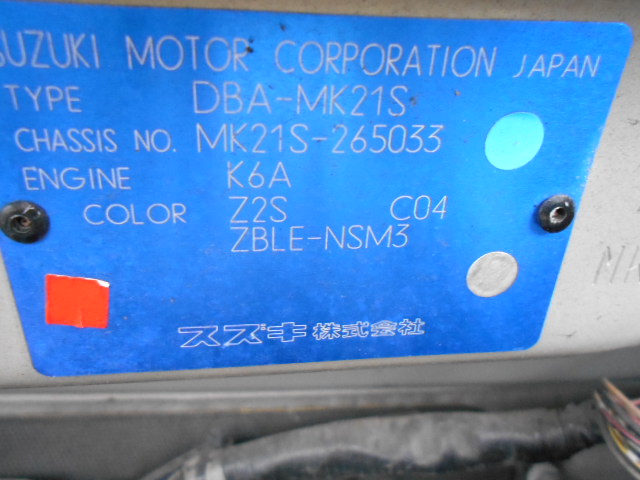 SUZUKI MOTOR CORPORATION JAPAN
TYPE DBA-MK21S
CHASSIS NO. MK21S-265033
ENGINE K6A
COLOR Z2S C04
ZBLE-NSM3
スズキ株式会社